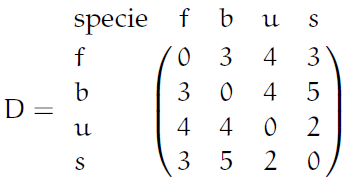 specie f b u s
f 0 3 4 3
D = b 3 0 4 5
u 4 4 0 2
s 3 5 2 0